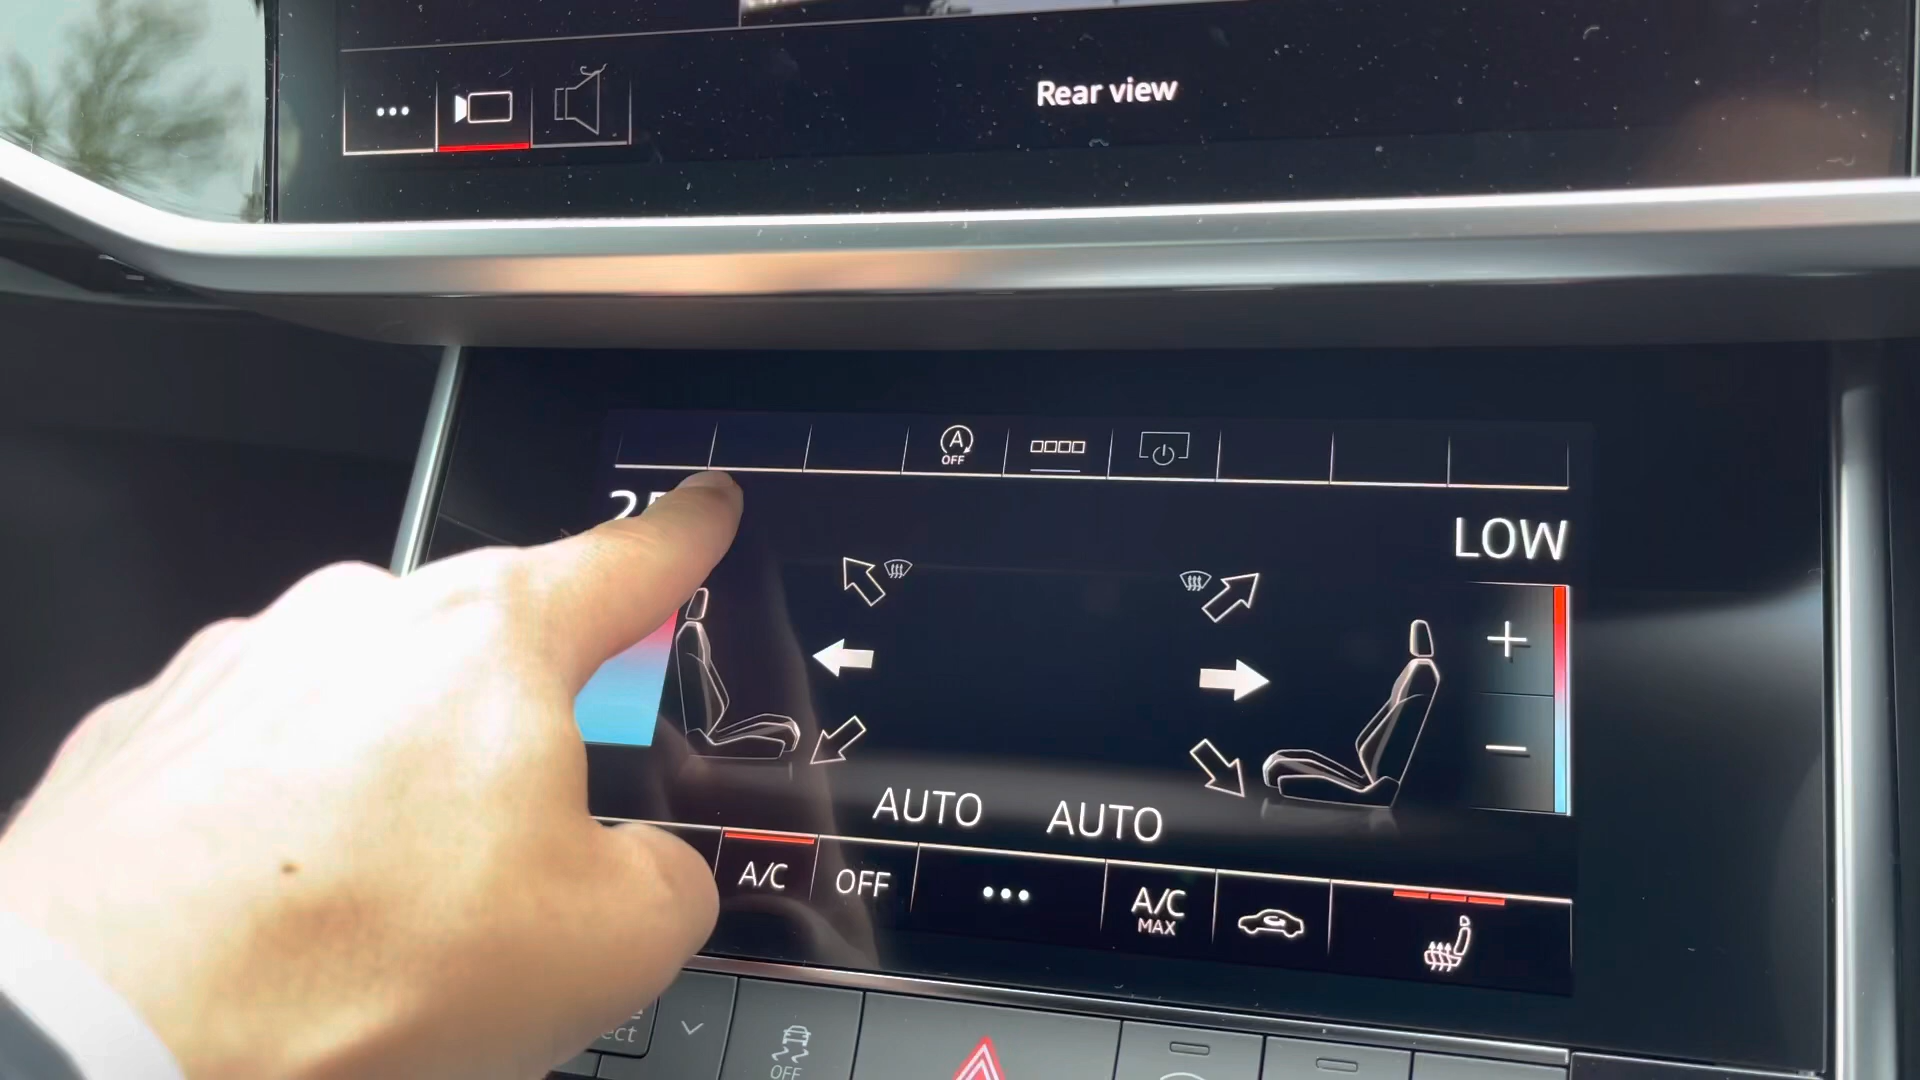 Rear view
A
OFF
LOW
AUTO AUTO
A/C OFF
A/C
MAX
OFF